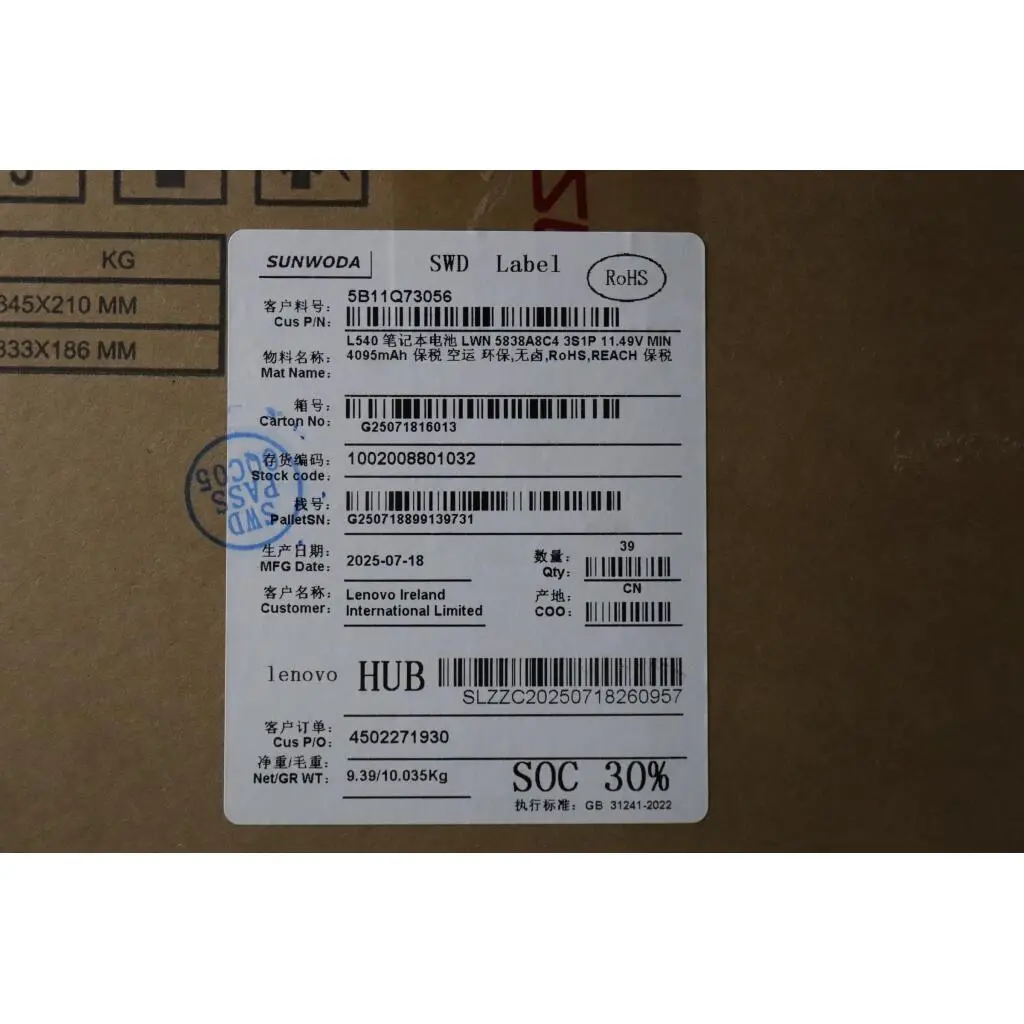 KG
345X210 MM
333X186 MM
SUNWODA
SWD Label
RoHS
客户料号:
Cus P/N:
5B11Q73056
物料名称:
Mat Name:
L540 笔记本电池 LWN 5838A8C4 3S1P 11.49V MIN
4095mAh 保税 空运 环保,无卤,RoHS,REACH 保税
箱号:
Carton No:
G25071816013
存货编码:
Stock code:
1002008801032
栈号:
PalletSN:
G250718899139731
生产日期:
MFG Date:
2025-07-18
数量:
Qty:
39
客户名称:
Customer:
Lenovo Ireland
International Limited
产地:
COO:
CN
lenovo HUB
SLZZC20250718260957
客户订单:
Cus P/O:
4502271930
净重/毛重:
Net/GR WT:
9.39/10.035Kg
SOC 30%
执行标准: GB 31241-2022
SWD
PASS
OQC05